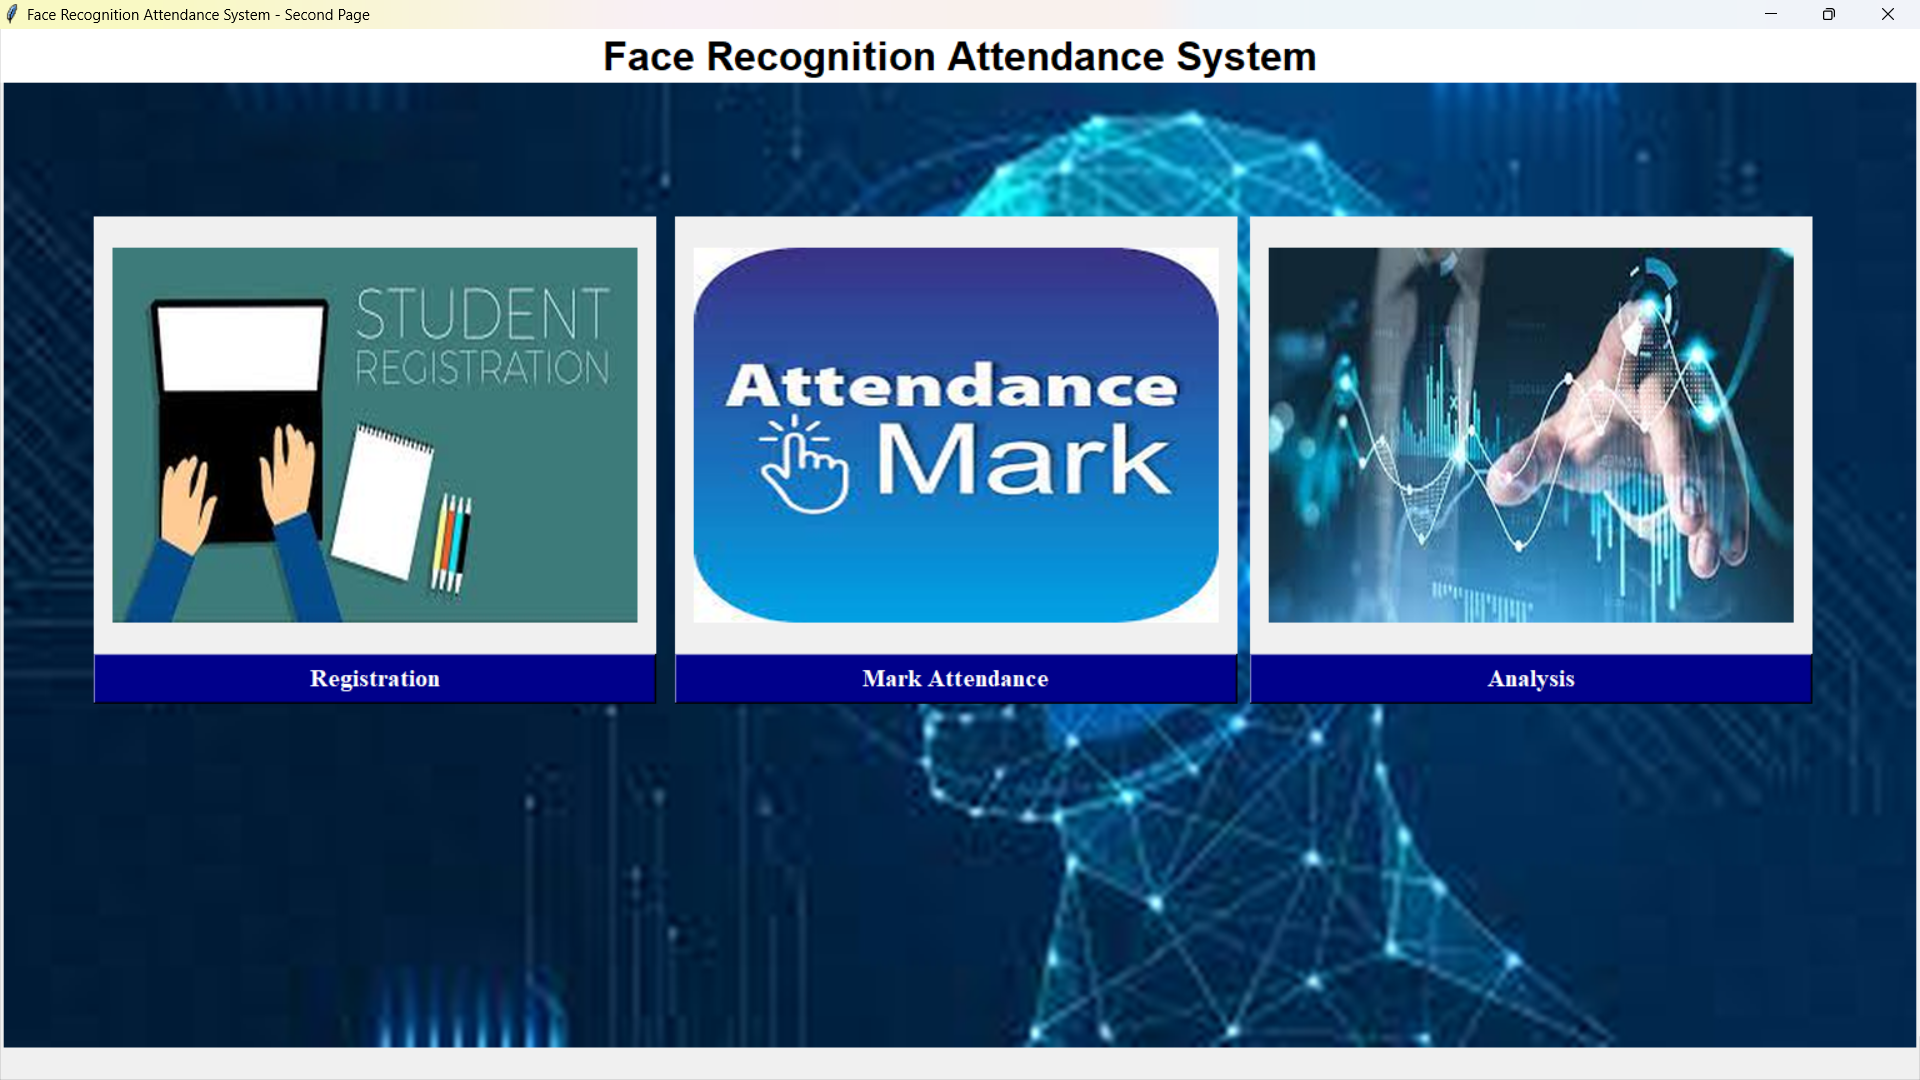 Face Recognition Attendance System - Second Page
Face Recognition Attendance System
STUDENT
REGISTRATION
Attendance
Mark
Registration
Mark Attendance
Analysis